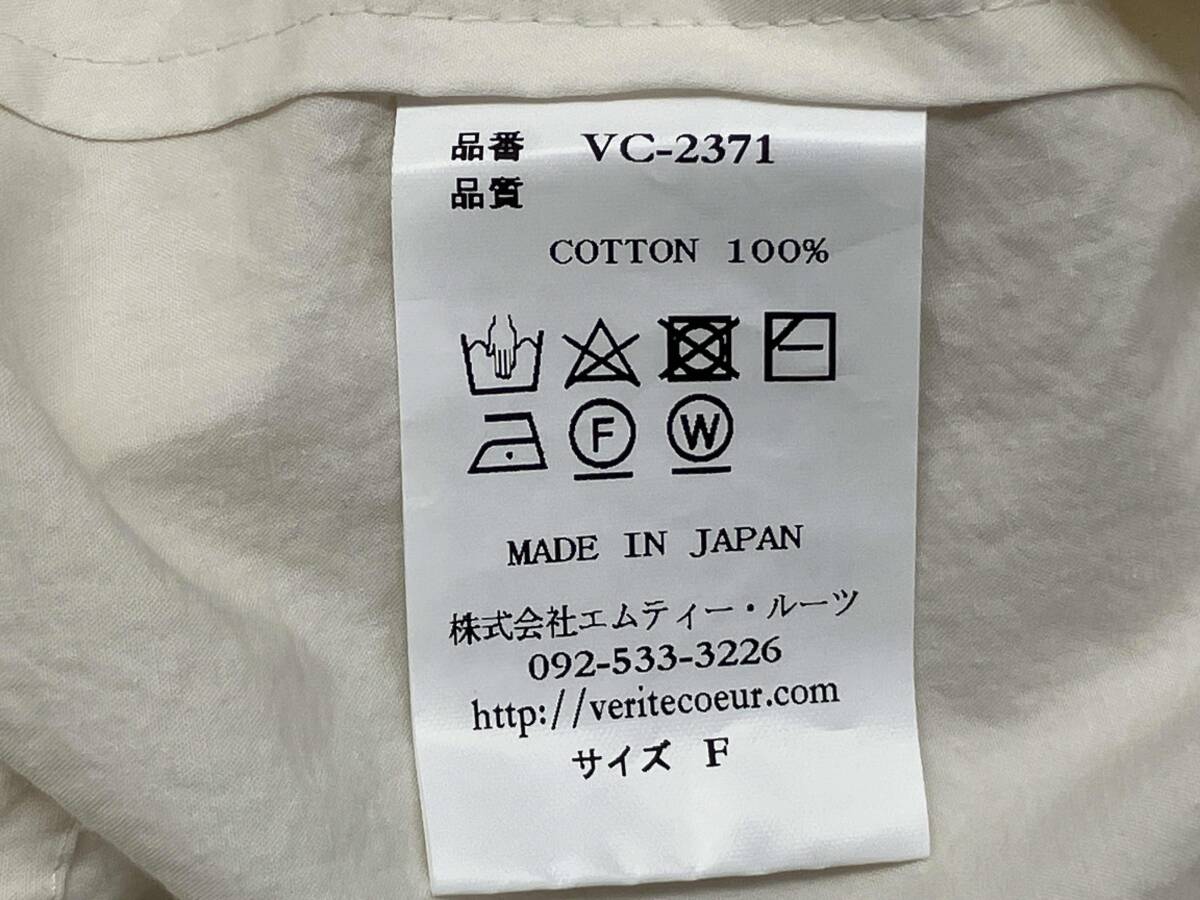 品番 VC-2371
品質
COTTON 100%
F W
MADE IN JAPAN
株式会社エムティー・ルーツ
092-533-3226
http://veritecoeur.com
サイズ F